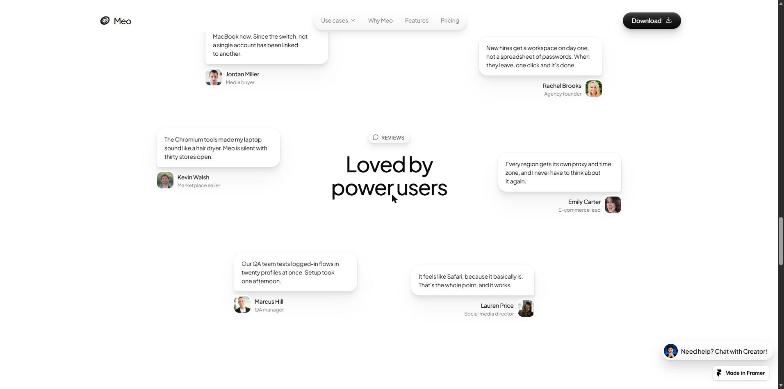 Meo
Use cases
Why Meo
Features
Pricing
Download
MacBook now. Since the switch, not
a single account has been linked
to another.
Jordan Miller
Media buyer
New hires get a workspace on day one,
not a spreadsheet of passwords. When
they leave, one click and it's done.
Rachel Brooks
Agency founder
The Chromium tools made my laptop
sound like a hair dryer. Meo is silent with
thirty stores open.
Kevin Walsh
Marketplace seller
REVIEWS
Loved by
power users
Every region gets its own proxy and time
zone, and I never have to think about
it again.
Emily Carter
E-commerce lead
Our QA team tests logged-in flows in
twenty profiles at once. Setup took
one afternoon.
Marcus Hill
QA manager
It feels like Safari, because it basically is.
That's the whole point, and it works.
Lauren Price
Social media director
Need help? Chat with Creator!
Made in Framer